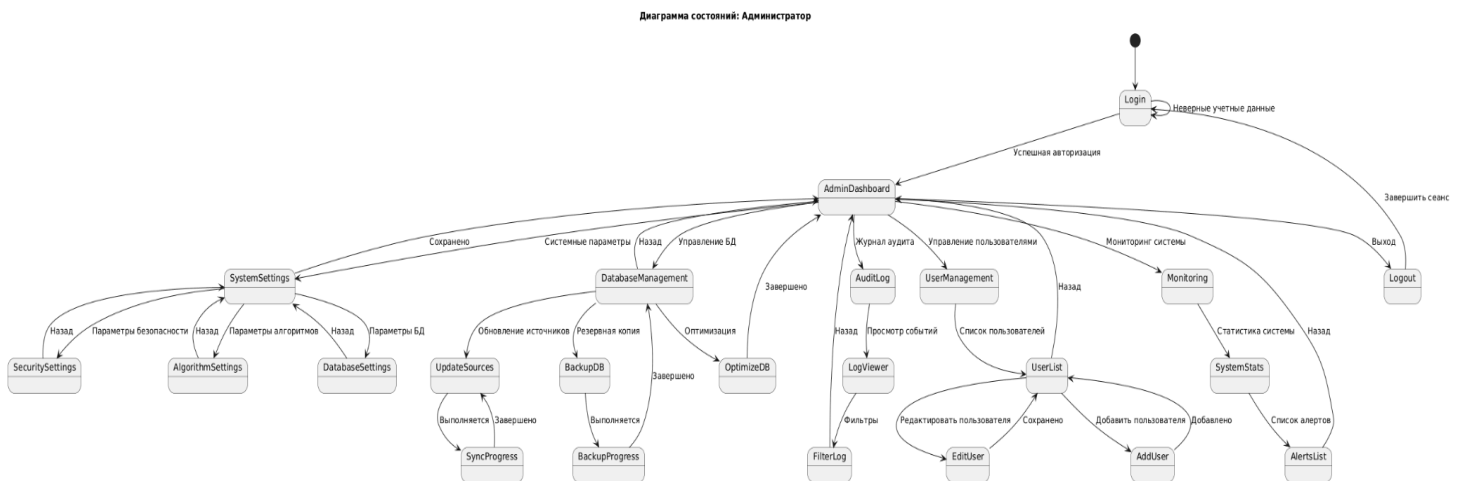 Диаграмма состояний: Администратор
Login
Неверные учетные данные
Успешная авторизация
AdminDashboard
Завершить сеанс
Сохранено
Системные параметры
Назад
Управление БД
Журнал аудита
Управление пользователями
Мониторинг системы
Выход
SystemSettings
DatabaseManagement
Завершено
AuditLog
UserManagement
Назад
Monitoring
Logout
Назад
Параметры безопасности
Назад
Параметры алгоритмов
Назад
Параметры БД
Обновление источников
Резервная копия
Оптимизация
Назад
Просмотр событий
Список пользователей
Статистика системы
Назад
SecuritySettings
AlgorithmSettings
DatabaseSettings
UpdateSources
BackupDB
Завершено
OptimizeDB
LogViewer
UserList
SystemStats
Выполняется
Завершено
Выполняется
Фильтры
Редактировать пользователя
Сохранено
Добавить пользователя
Добавлено
Список алертов
SyncProgress
BackupProgress
FilterLog
EditUser
AddUser
AlertsList